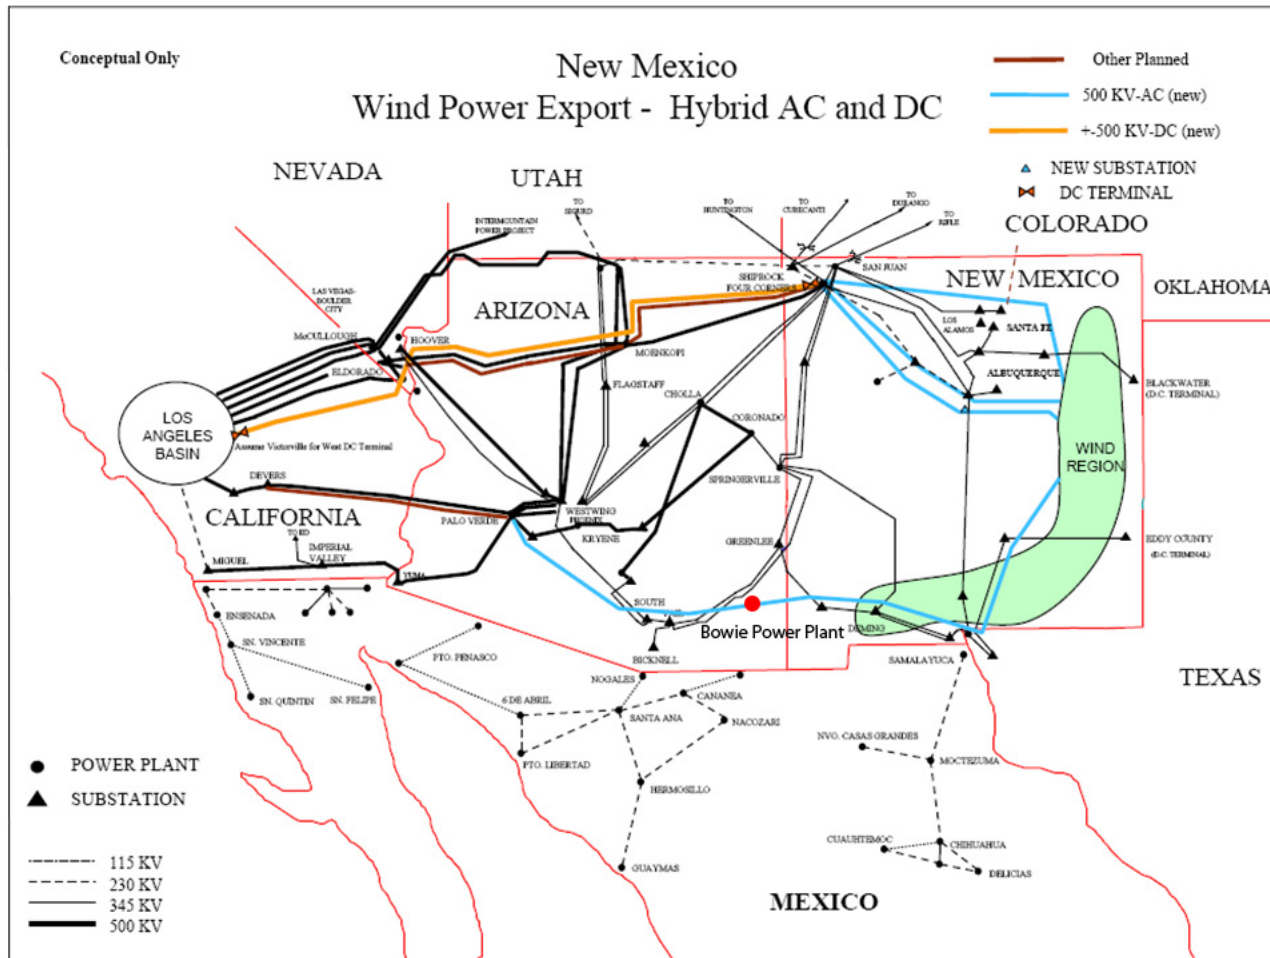 Conceptual Only
New Mexico
Wind Power Export - Hybrid AC and DC
Other Planned
500 KV-AC (new)
+-500 KV-DC (new)
NEW SUBSTATION
DC TERMINAL
NEVADA
UTAH
COLORADO
NEW MEXICO
OKLAHOMA
ARIZONA
TO
SIGURD
INTERMOUNTAIN
POWER PROJECT
TO
HUNTINGTON
TO
CURECANTI
TO
DURANGO
TO
RIFLE
SHIPROCK
FOUR CORNERS
SAN JUAN
LAS VEGAS-
BOULDER
CITY
McCULLOUGH
HOOVER
ELDORADO
MOENKOPI
FLAGSTAFF
CHOLLA
CORONADO
LOS
ALAMOS
SANTA FE
ALBUQUERQUE
BLACKWATER
(D.C. TERMINAL)
LOS
ANGELES
BASIN
Assume Victorville for West DC Terminal
WIND
REGION
DEVERS
CALIFORNIA
PALO VERDE
WESTWING
PHOENIX
KRYENE
SPRINGERVILLE
GREENLEE
EDDY COUNTY
(D.C. TERMINAL)
IMPERIAL
VALLEY
MIGUEL
YUMA
SOUTH
BICKNELL
Bowie Power Plant
DEMING
SAMALAYUCA
TEXAS
ENSENADA
SN. VINCENTE
SN. QUINTIN
SN. FELIPE
PTO. PENASCO
NOGALES
6 DE ABRIL
SANTA ANA
CANANEA
NACOZARI
PTO. LIBERTAD
HERMOSILLO
GUAYMAS
NVO. CASAS GRANDES
MOCTEZUMA
CUAUHTEMOC
CHIHUAHUA
DELICIAS
MEXICO
POWER PLANT
SUBSTATION
115 KV
230 KV
345 KV
500 KV